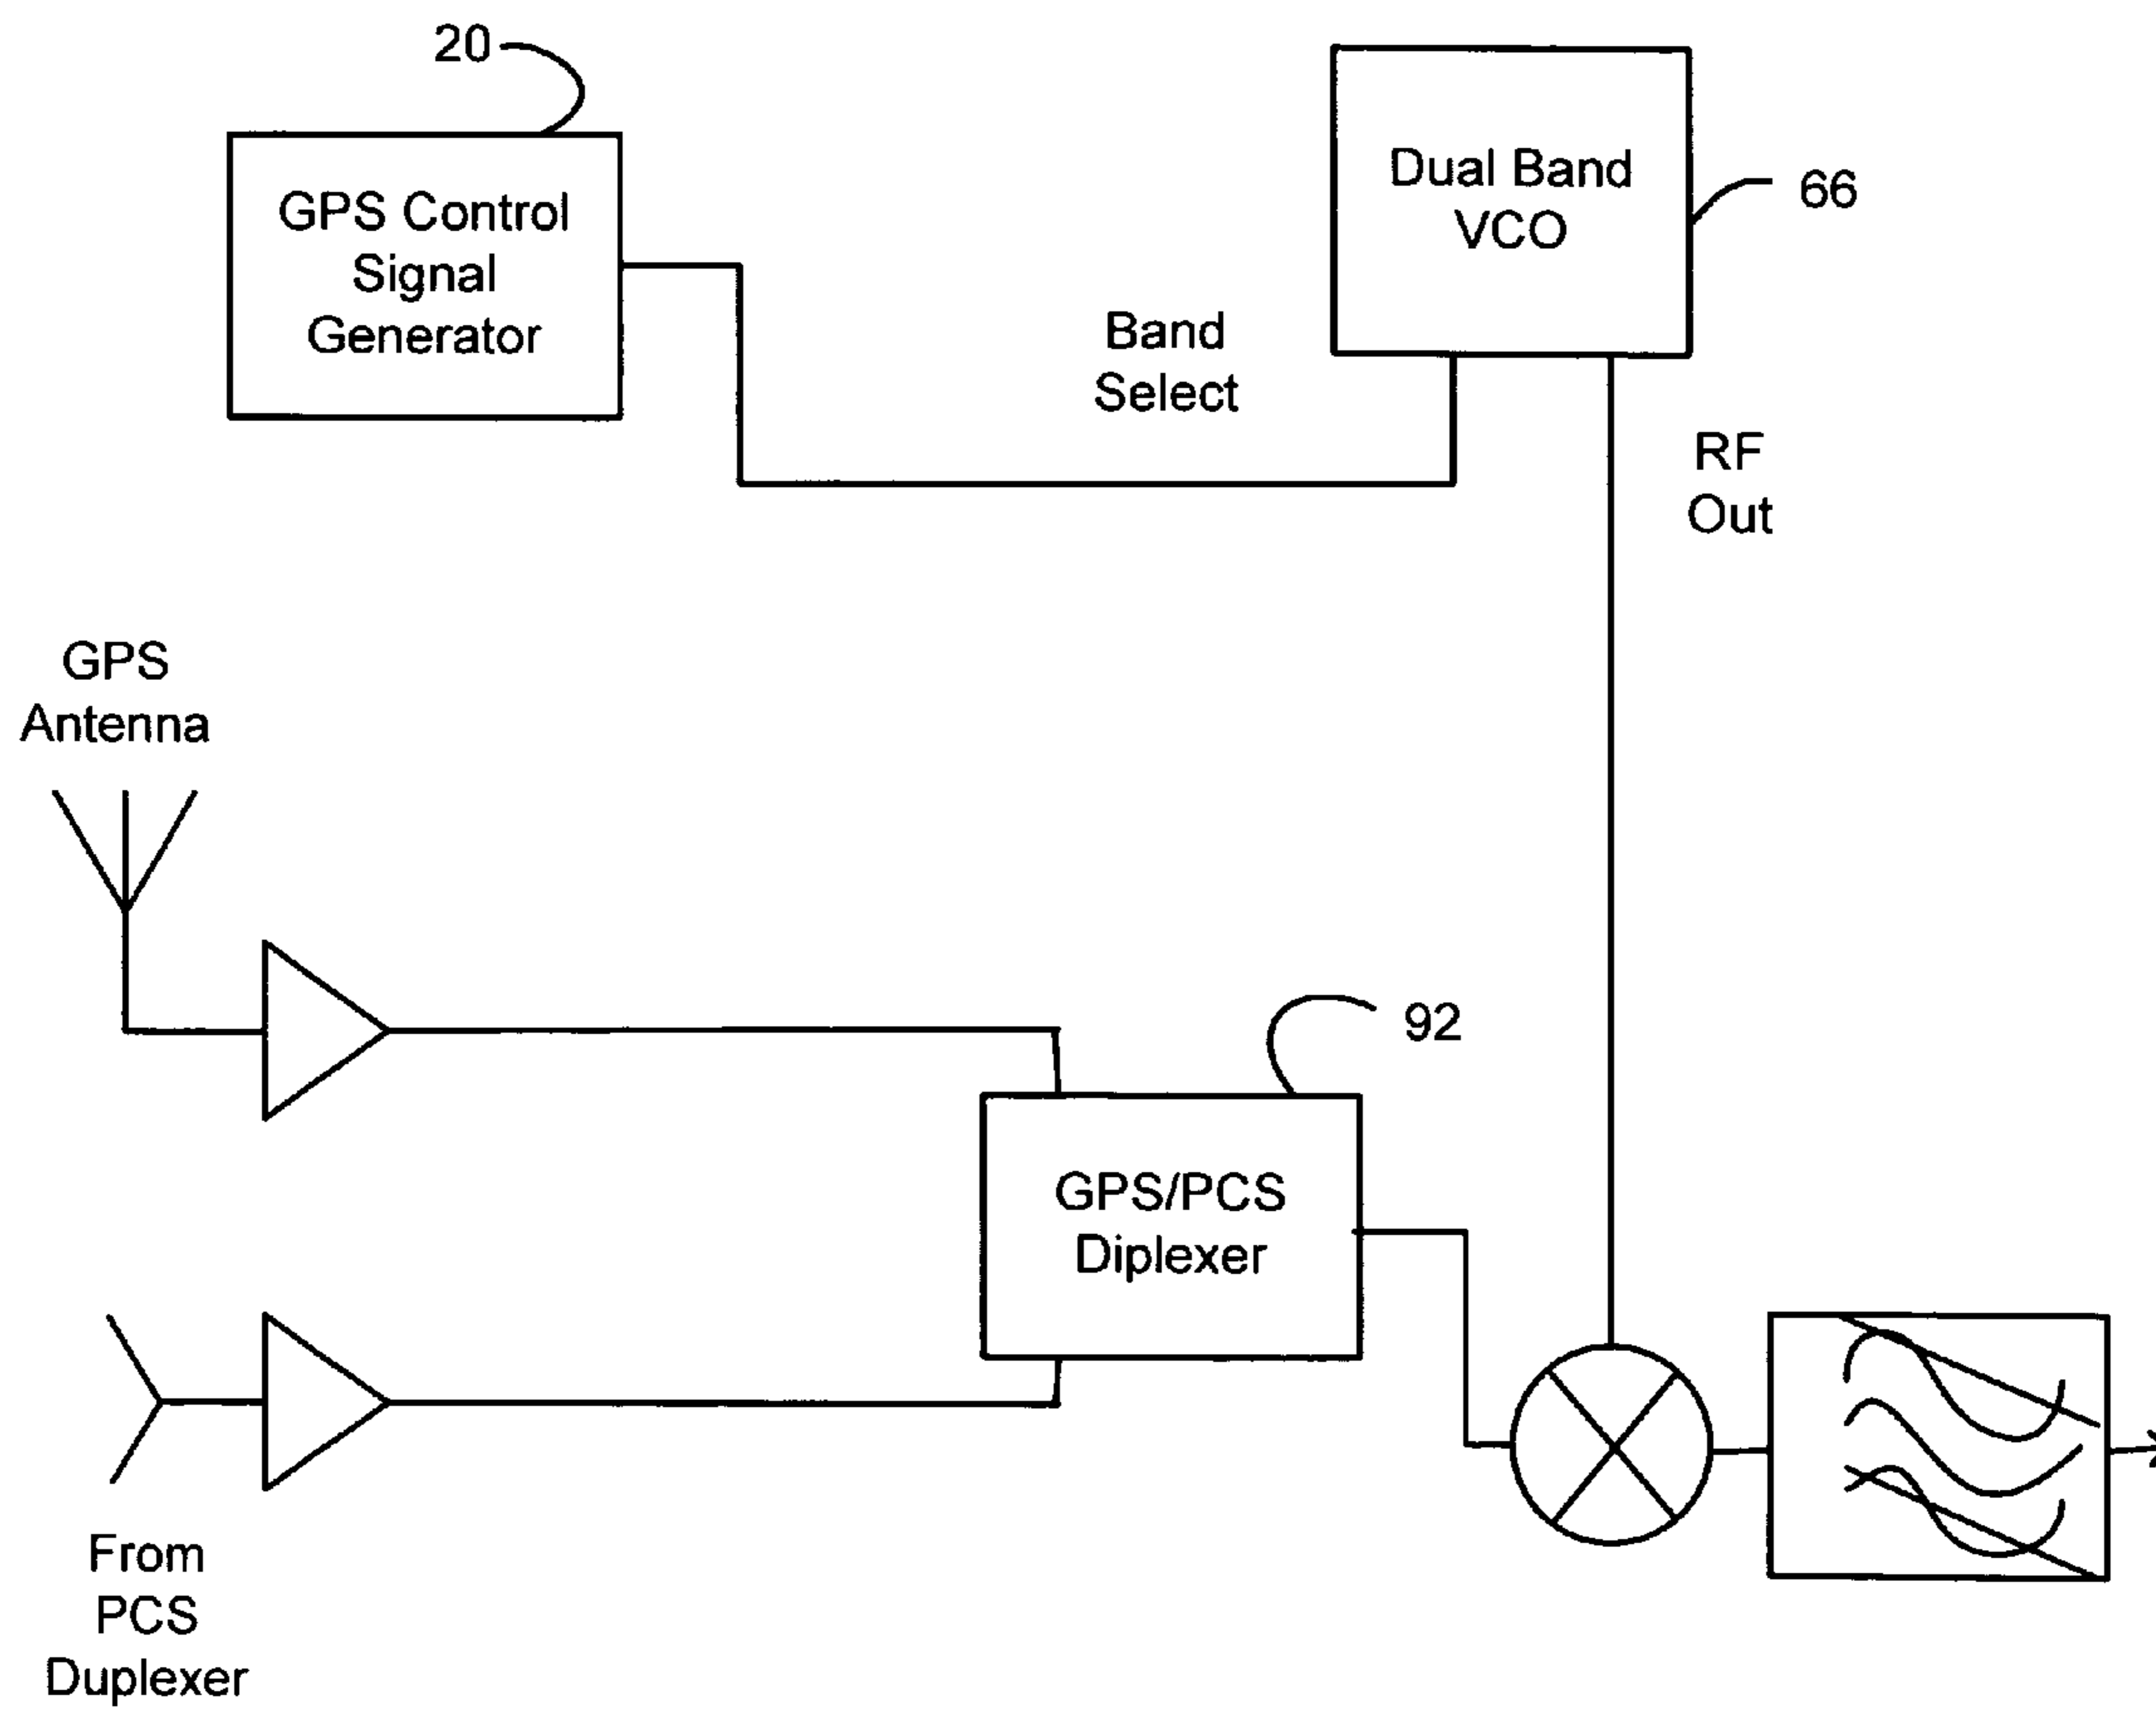 20
GPS Control
Signal
Generator
Dual Band
VCO
66
Band
Select
RF
Out
GPS
Antenna
92
GPS/PCS
Diplexer
From
PCS
Duplexer